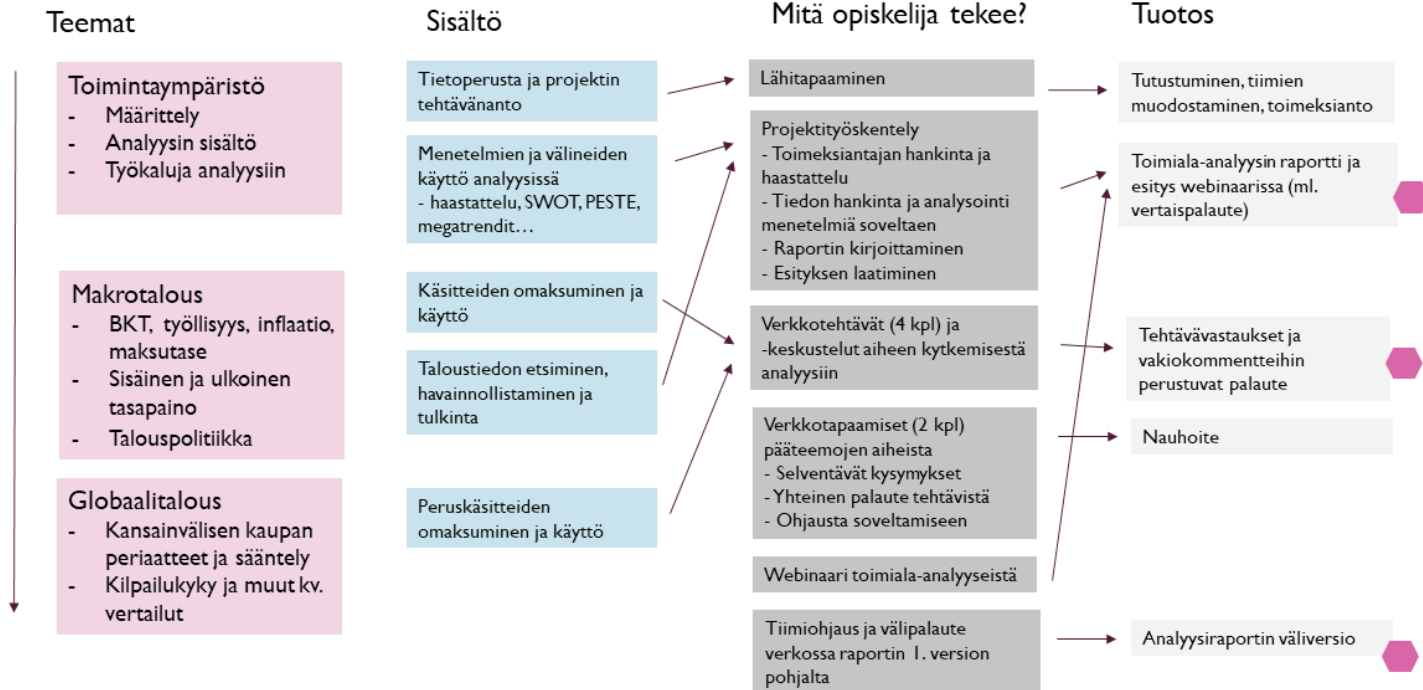 Teemat
Toimintaympäristö
- Määrittely
- Analyysin sisältö
- Työkaluja analyysiin
Makrotalous
- BKT, työllisyys, inflaatio,
maksutase
- Sisäinen ja ulkoinen
tasapaino
- Talouspolitiikka
Globaalitalous
- Kansainvälisen kaupan
periaatteet ja sääntely
- Kilpailukyky ja muut kv.
vertailut
Sisältö
Tietoperusta ja projektin
tehtävänanto
Menetelmien ja välineiden
käyttö analyysissä
- haastattelu, SWOT, PESTE,
megatrendit...
Käsitteiden omaksuminen ja
käyttö
Taloustiedon etsiminen,
havainnollistaminen ja
tulkinta
Peruskäsitteiden
omaksuminen ja käyttö
Mitä opiskelija tekee?
Lähitapaaminen
Projektityöskentely
- Toimeksiantajan hankinta ja
haastattelu
- Tiedon hankinta ja analysointi
menetelmiä soveltaen
- Raportin kirjoittaminen
- Esityksen laatiminen
Verkkotehtävät (4 kpl) ja
-keskustelut aiheen kytkemisestä
analyysiin
Verkkotapaamiset (2 kpl)
pääteemojen aiheista
- Selventävät kysymykset
- Yhteinen palaute tehtävistä
- Ohjausta soveltamiseen
Webinaari toimiala-analyyseistä
Tiimiohjaus ja välipalaute
verkossa raportin 1. version
pohjalta
Tuotos
Tutustuminen, tiimien
muodostaminen, toimeksianto
Toimiala-analyysin raportti ja
esitys webinaarissa (ml.
vertaispalaute)
Tehtävävastaukset ja
vakiokommentteihin
perustuvat palaute
Nauhoite
Analyysiraportin väliversio